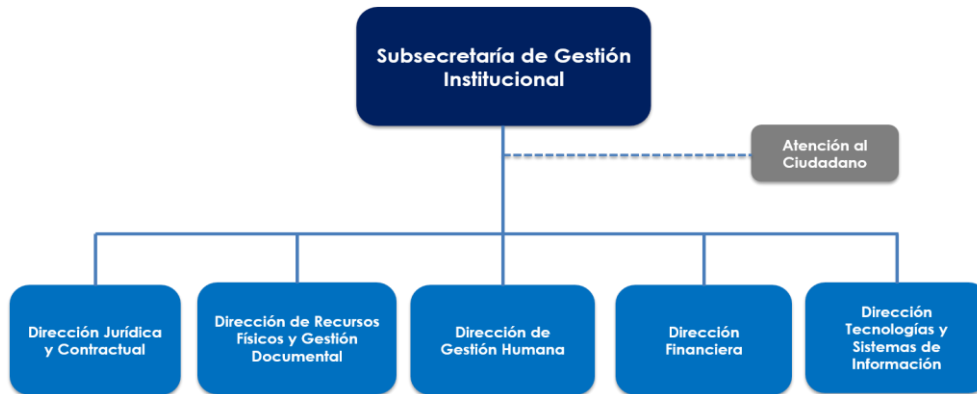 Subsecretaría de Gestión
Institucional
Atención al
Ciudadano
Dirección Jurídica
y Contractual
Dirección de Recursos
Físicos y Gestión
Documental
Dirección de
Gestión Humana
Dirección
Financiera
Dirección
Tecnologías y
Sistemas de
Información